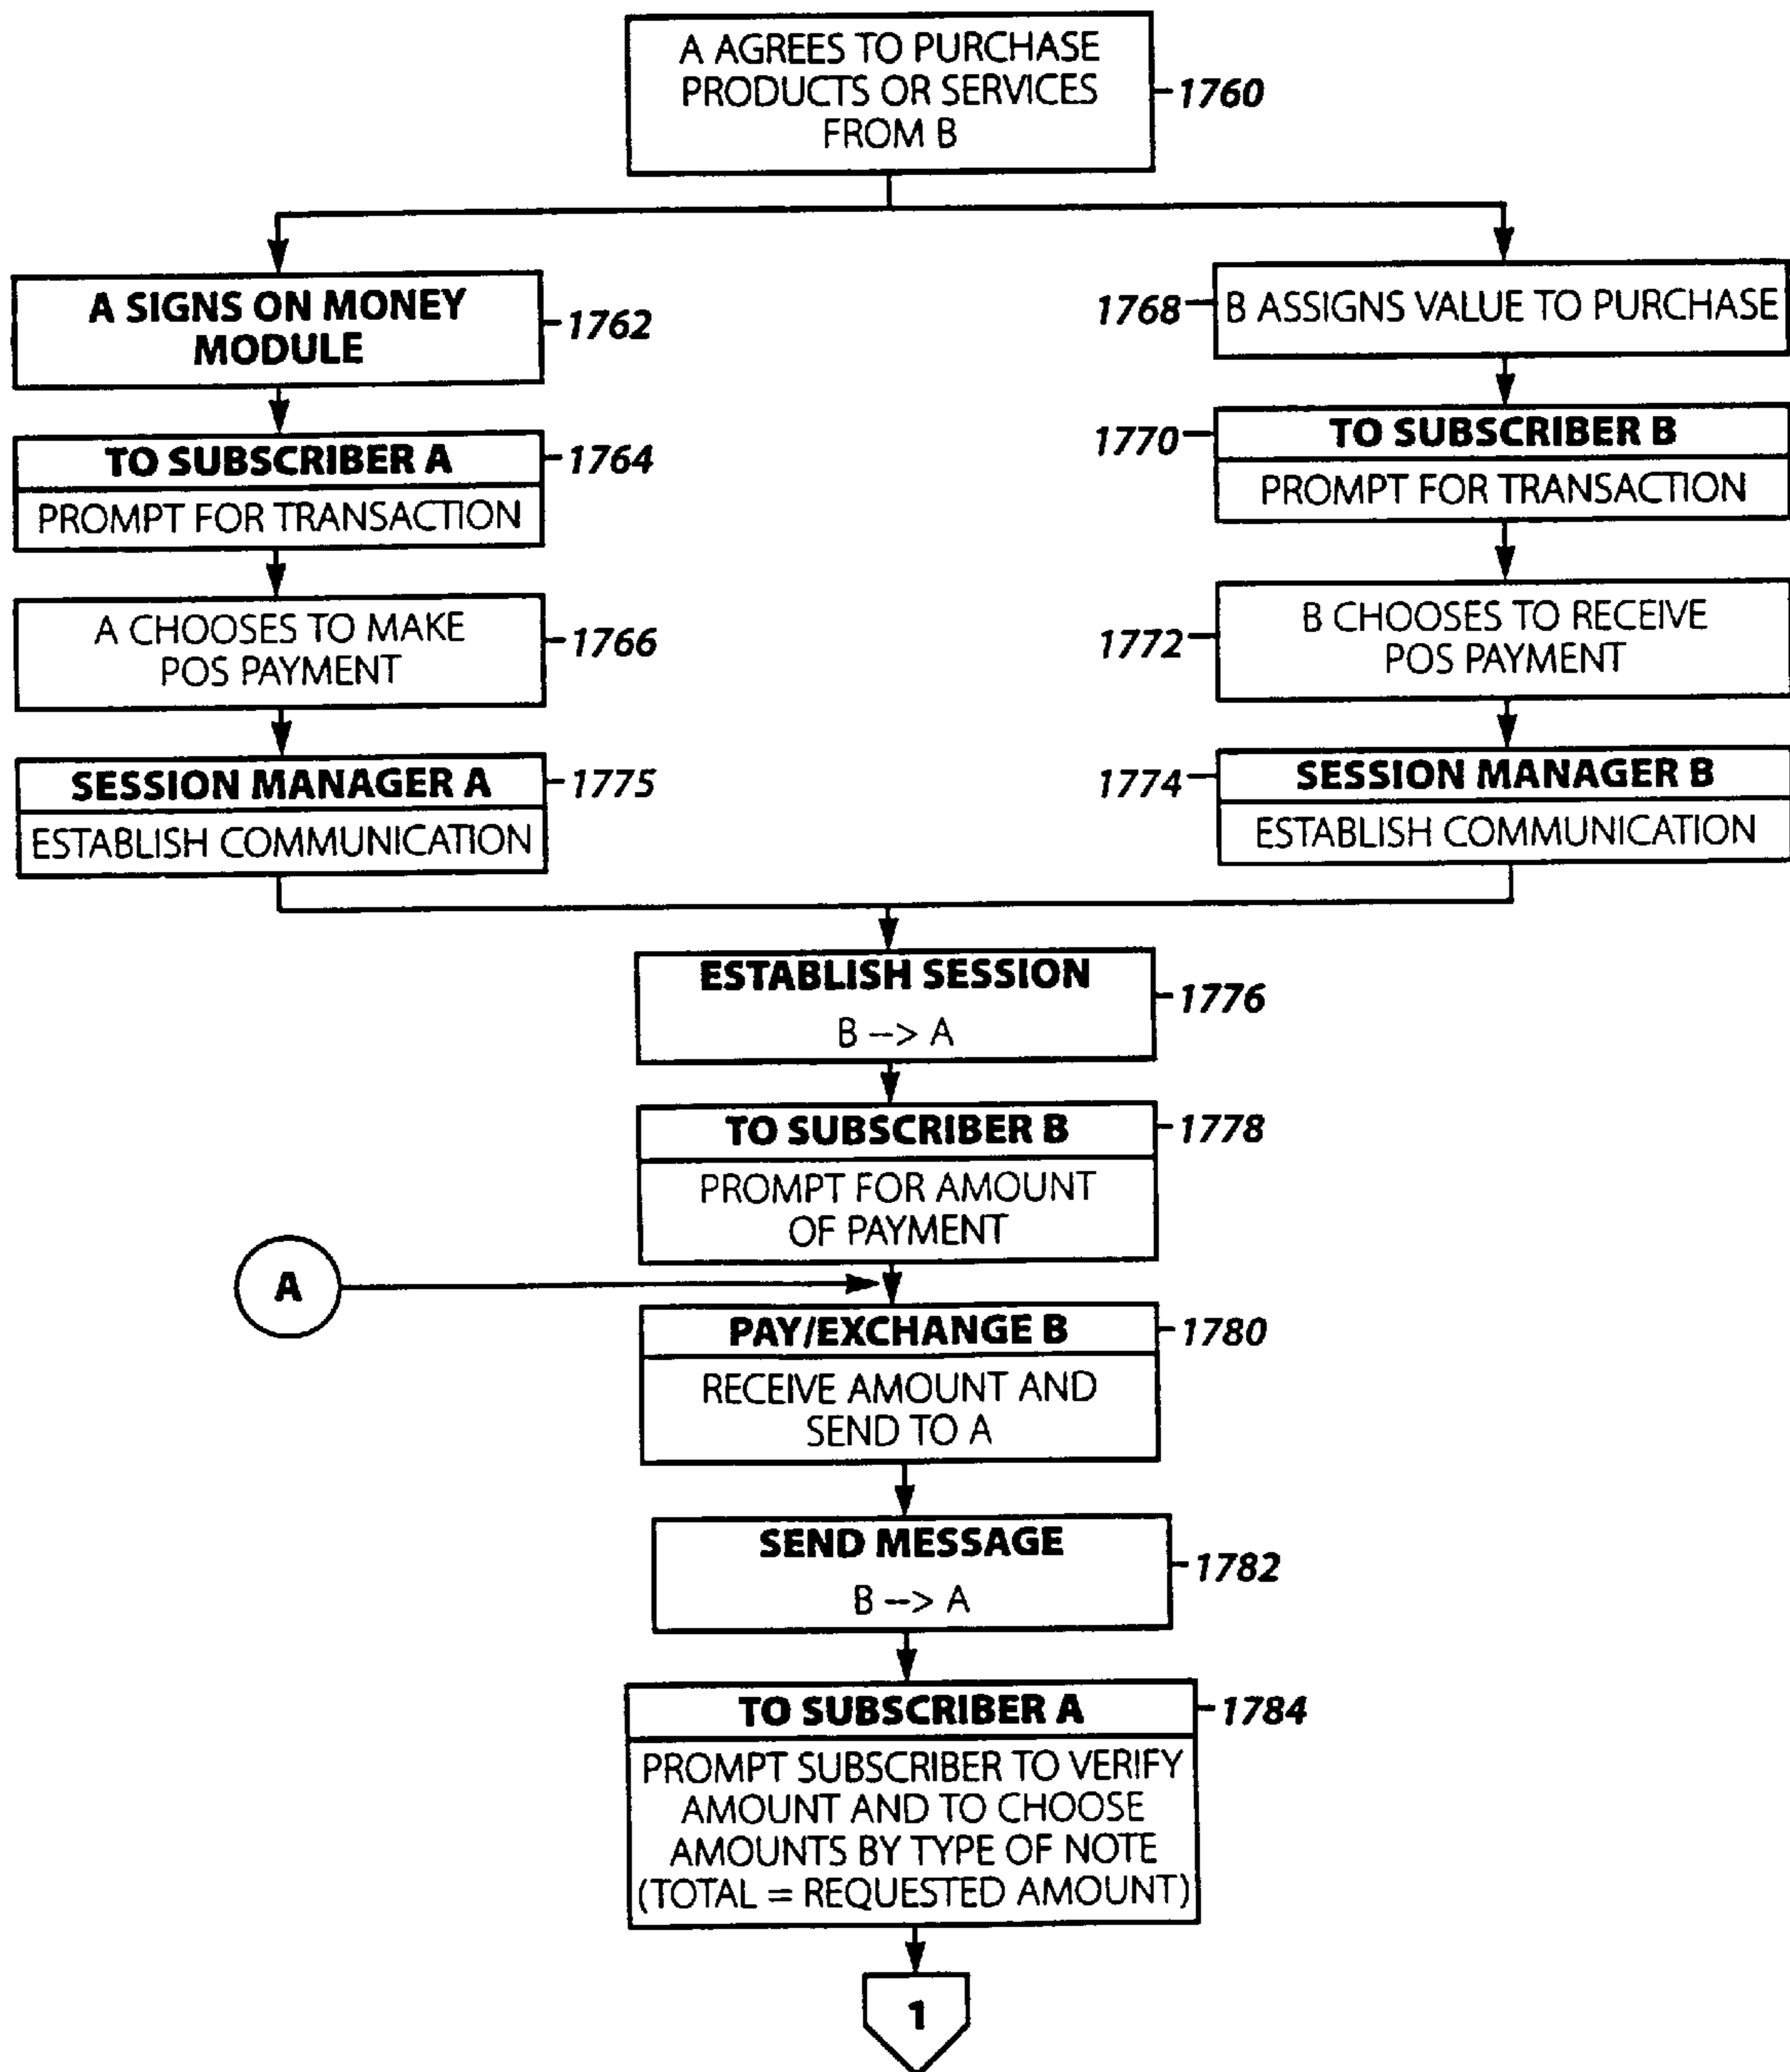 A AGREES TO PURCHASE
PRODUCTS OR SERVICES
FROM B
1760
A SIGNS ON MONEY
MODULE
1762
1768
B ASSIGNS VALUE TO PURCHASE
TO SUBSCRIBER A
1764
PROMPT FOR TRANSACTION
1770
TO SUBSCRIBER B
PROMPT FOR TRANSACTION
A CHOOSES TO MAKE
POS PAYMENT
1766
1772
B CHOOSES TO RECEIVE
POS PAYMENT
SESSION MANAGER A
1775
ESTABLISH COMMUNICATION
1774
SESSION MANAGER B
ESTABLISH COMMUNICATION
ESTABLISH SESSION
B --> A
1776
TO SUBSCRIBER B
1778
PROMPT FOR AMOUNT
OF PAYMENT
A
PAY/EXCHANGE B
1780
RECEIVE AMOUNT AND
SEND TO A
SEND MESSAGE
B --> A
1782
TO SUBSCRIBER A
1784
PROMPT SUBSCRIBER TO VERIFY
AMOUNT AND TO CHOOSE
AMOUNTS BY TYPE OF NOTE
(TOTAL = REQUESTED AMOUNT)
1